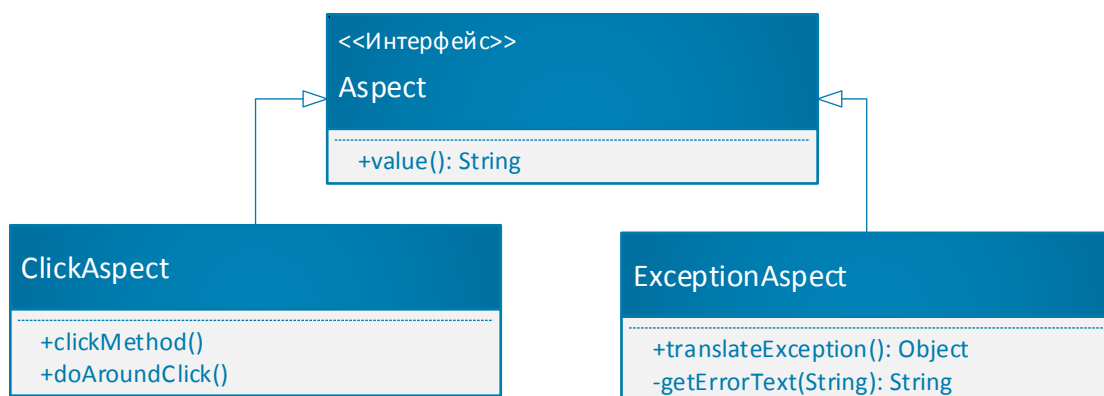 <<Интерфейс>>
Aspect
+value(): String
ClickAspect
+clickMethod()
+doAroundClick()
ExceptionAspect
+translateException(): Object
-getErrorText(String): String